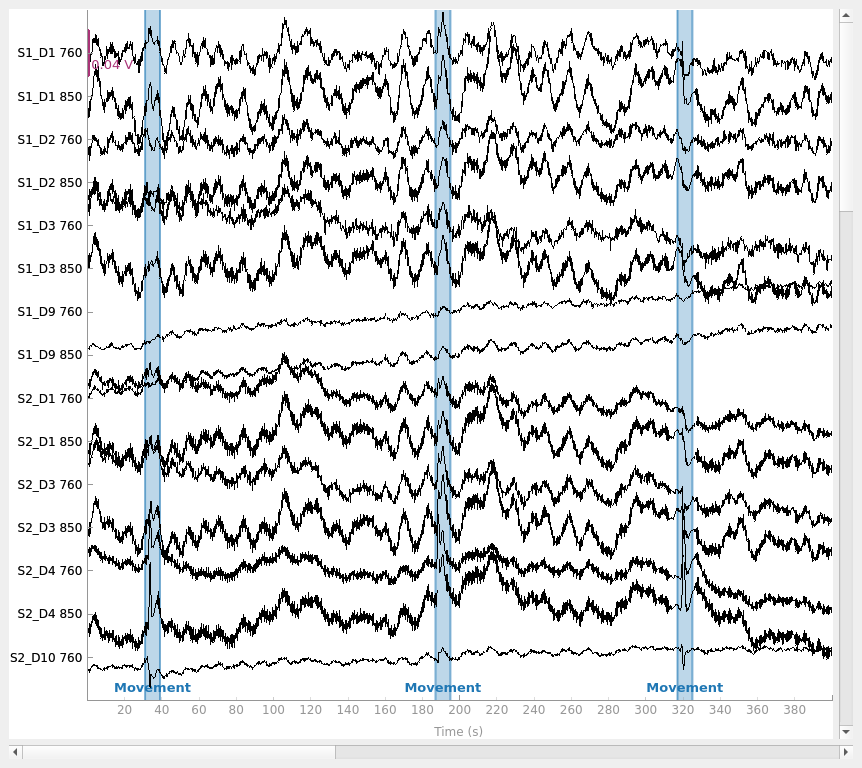 S1_D1 760
0.04 V
S1_D1 850
S1_D2 760
S1_D2 850
S1_D3 760
S1_D3 850
S1_D9 760
S1_D9 850
S2_D1 760
S2_D1 850
S2_D3 760
S2_D3 850
S2_D4 760
S2_D4 850
S2_D10 760
Movement Movement Movement
20 40 60 80 100 120 140 160 180 200 220 240 260 280 300 320 340 360 380
Time (s)